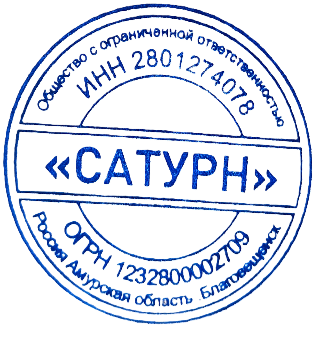 Общество с ограниченной ответственностью
ИНН 2801274078
«САТУРН»
ОГРН 1232800002709
Россия Амурская область .Благовещенск